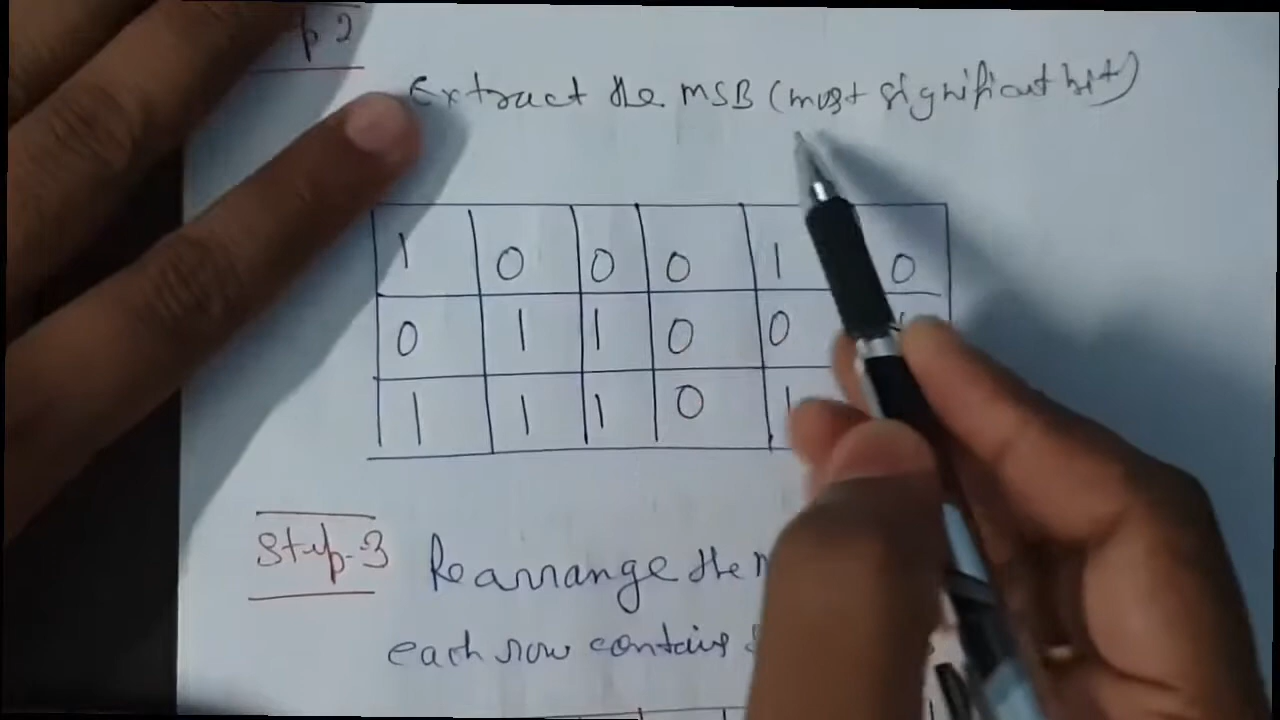 p 2
Extract the MSB (most significant bit)
1 0 0 0 1 0
0 1 1 0 0
1 1 1 0 1
Step-3 Rearrange the
each row contains